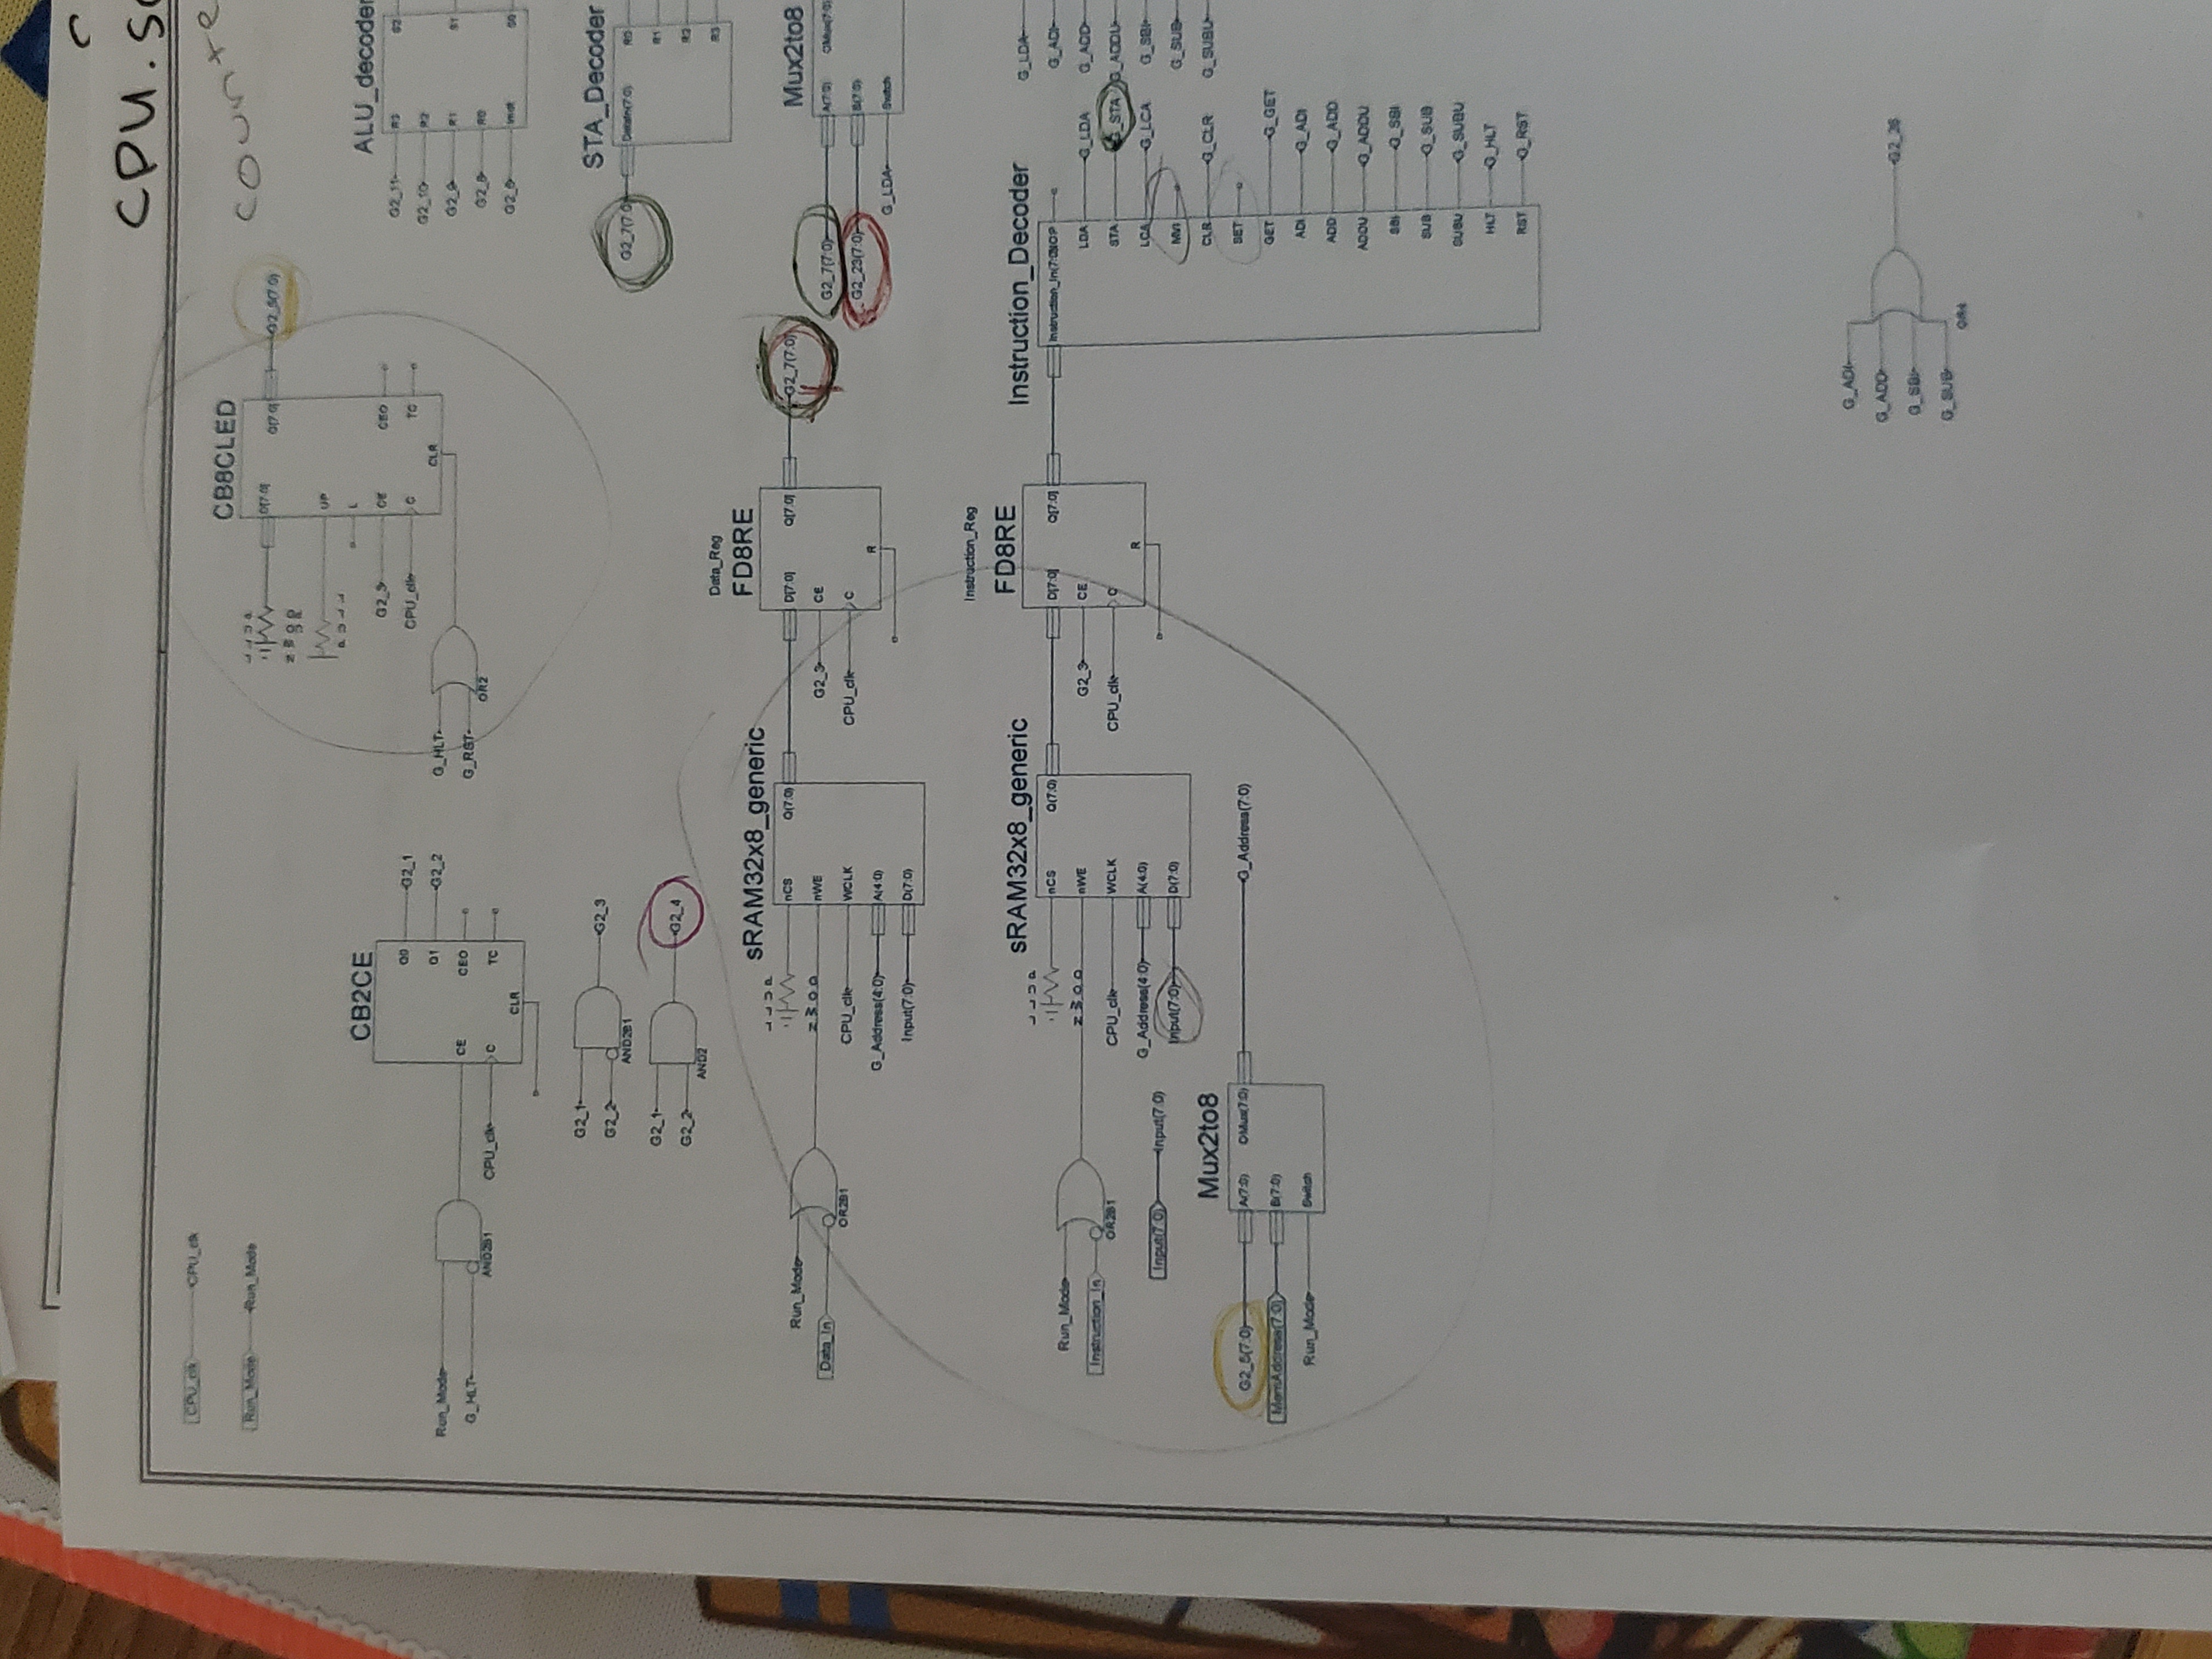 CPU.
counte
CPU_clk
CPU_clk
Run_Mode
Run_Mode
CB8CLED
D[7:0]
Q[7:0]
UP
L
CE
C
CEO
TC
CLR
G2_3
CPU_clk
G_HLT
G_RST
OR2
G2_5(7:0)
ALU_decoder
G2_11
G2_10
G2_9
G2_8
G2_6
R3
R2
R1
R0
S2
S1
S0
CB2CE
Q0
Q1
CEO
TC
CE
C
CLR
G2_1
G2_2
Run_Mode
G_HLT
AND2B1
CPU_clk
G2_1
G2_2
AND2B1
G2_3
G2_1
G2_2
AND2
G2_4
STA_Decoder
G2_7(7:0)
DataIn(7:0)
R0
R1
R2
R3
sRAM32x8_generic
nCS
nWE
WCLK
A(4:0)
D(7:0)
Q(7:0)
Run_Mode
Data_In
OR2B1
CPU_clk
G_Address(4:0)
Input(7:0)
Data_Reg
FD8RE
D[7:0]
Q[7:0]
CE
C
R
G2_3
CPU_clk
G2_7(7:0)
Mux2to8
G2_7(7:0)
G2_23(7:0)
G_LDA
A(7:0)
B(7:0)
Switch
OMux(7:0)
sRAM32x8_generic
nCS
nWE
WCLK
A(4:0)
D(7:0)
Q(7:0)
Run_Mode
Instruction_In
OR2B1
CPU_clk
G_Address(4:0)
Input(7:0)
Input(7:0)
Input(7:0)
Instruction_Reg
FD8RE
D[7:0]
Q[7:0]
CE
C
R
G2_3
CPU_clk
Instruction_Decoder
Instruction_In(7:0)
NOP
LDA
STA
LCA
MVI
CLR
SET
GET
ADI
ADD
ADDU
SBI
SUB
SUBU
HLT
RST
G_LDA
G_STA
G_LCA
G_CLR
G_GET
G_ADI
G_ADD
G_ADDU
G_SBI
G_SUB
G_SUBU
G_HLT
G_RST
G_LDA
G_ADI
G_ADD
G_ADDU
G_SBI
G_SUB
G_SUBU
Mux2to8
G2_5(7:0)
MemAddress(7:0)
Run_Mode
A(7:0)
B(7:0)
Switch
OMux(7:0)
G_Address(7:0)
G_ADI
G_ADD
G_SBI
G_SUB
OR4